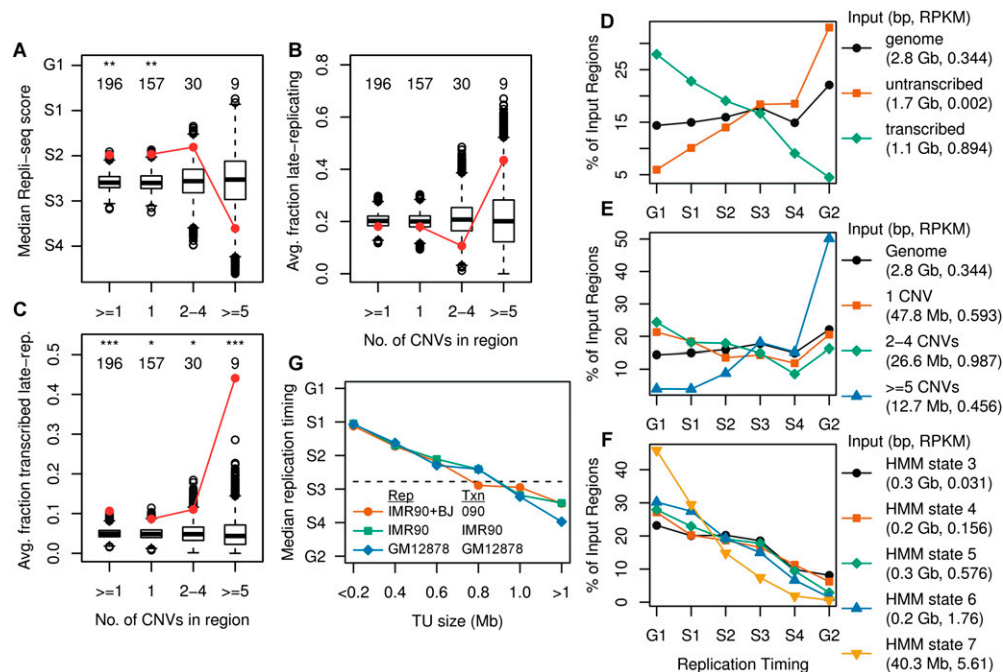 A
Median Repli-seq score
G1
S1
S2
S3
S4
** **
196 157 30 9
>=1 1 2-4 >=5
B
Avg. fraction late-replicating
0.8
0.6
0.4
0.2
0.0
196 157 30 9
>=1 1 2-4 >=5
No. of CNVs in region
C
Avg. fraction transcribed late-rep.
0.5
0.4
0.3
0.2
0.1
0.0
*** * * ***
196 157 30 9
>=1 1 2-4 >=5
No. of CNVs in region
G
Median replication timing
G1
S1
S2
S3
S4
G2
Rep Txn
IMR90+BJ 090
IMR90 IMR90
GM12878 GM12878
<0.2 0.4 0.6 0.8 1.0 >1
TU size (Mb)
D
% of Input Regions
25
15
5
G1 S1 S2 S3 S4 G2
Input (bp, RPKM)
genome
(2.8 Gb, 0.344)
untranscribed
(1.7 Gb, 0.002)
transcribed
(1.1 Gb, 0.894)
E
% of Input Regions
50
40
30
20
10
G1 S1 S2 S3 S4 G2
Input (bp, RPKM)
Genome
(2.8 Gb, 0.344)
1 CNV
(47.8 Mb, 0.593)
2-4 CNVs
(26.6 Mb, 0.987)
>=5 CNVs
(12.7 Mb, 0.456)
F
% of Input Regions
40
30
20
10
0
G1 S1 S2 S3 S4 G2
Replication Timing
Input (bp, RPKM)
HMM state 3
(0.3 Gb, 0.031)
HMM state 4
(0.2 Gb, 0.156)
HMM state 5
(0.3 Gb, 0.576)
HMM state 6
(0.2 Gb, 1.76)
HMM state 7
(40.3 Mb, 5.61)